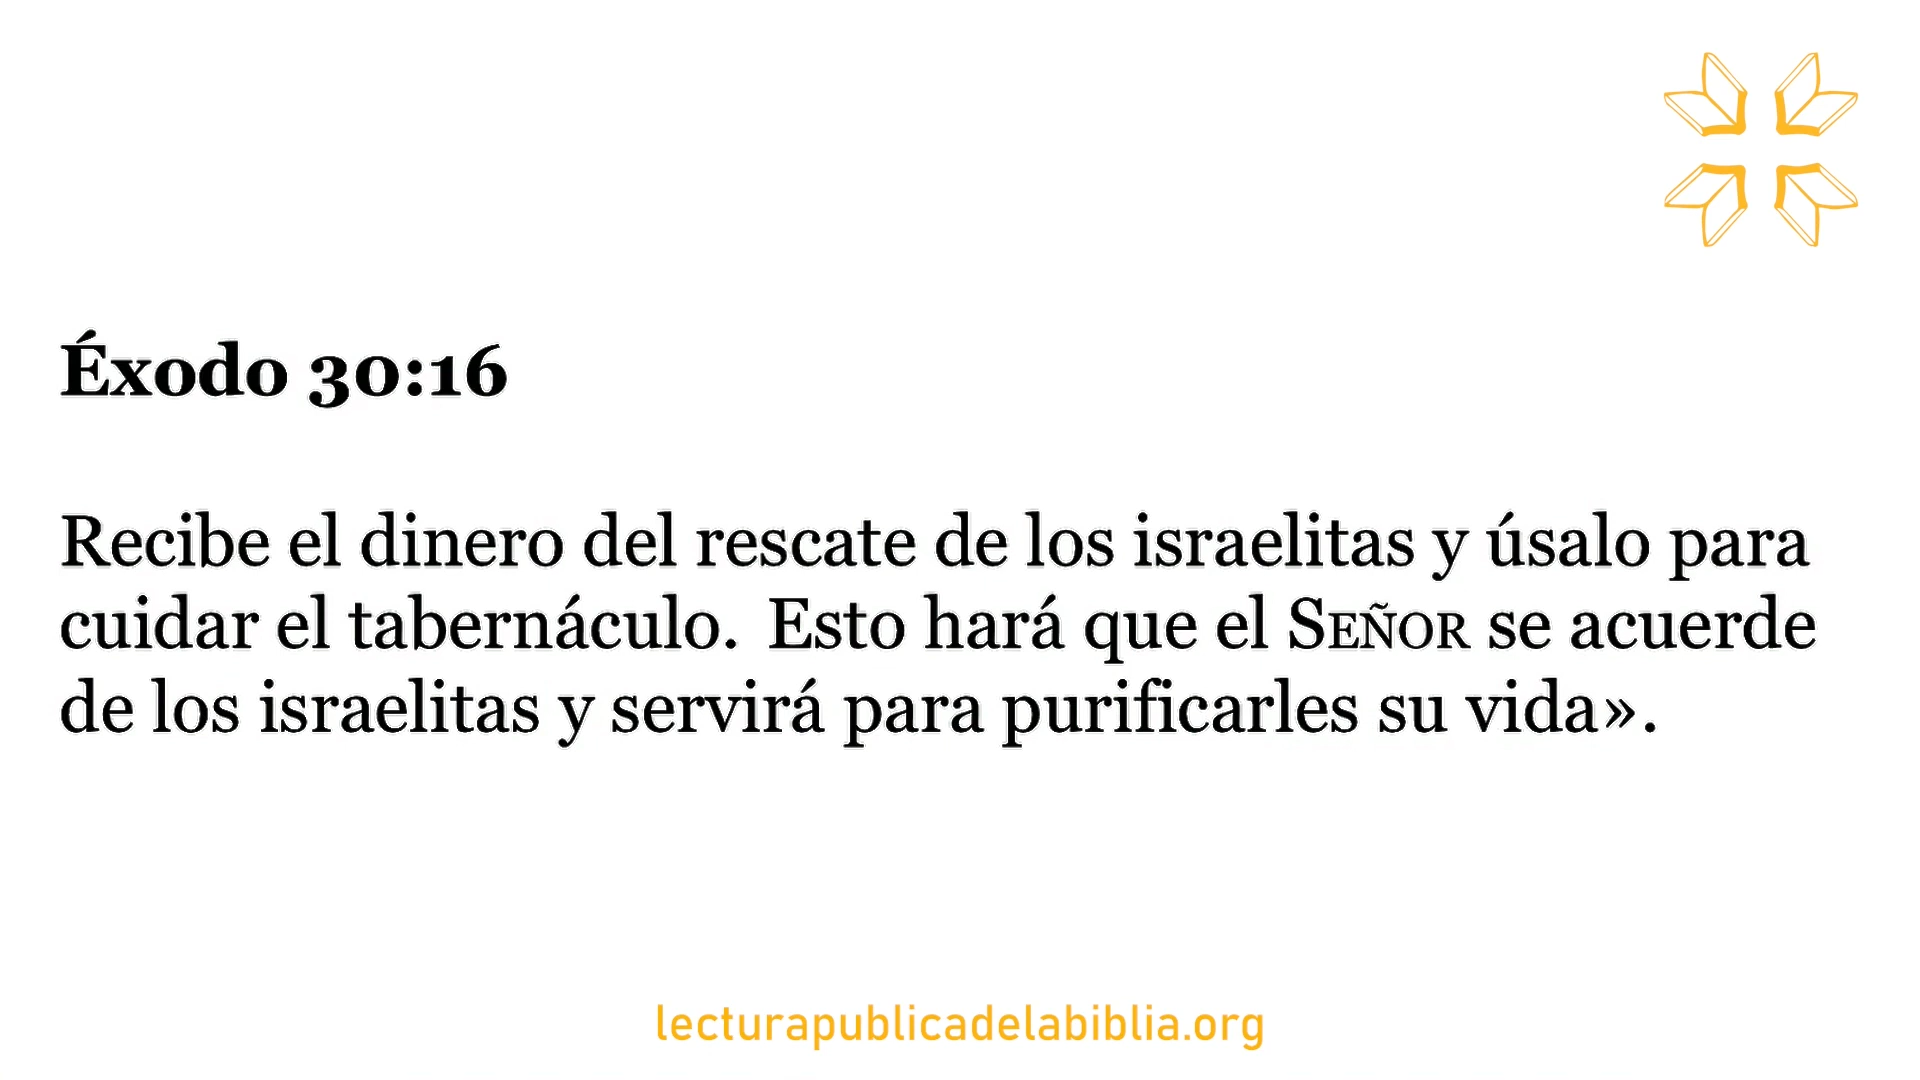 Éxodo 30:16
Recibe el dinero del rescate de los israelitas y úsalo para
cuidar el tabernáculo. Esto hará que el SEÑOR se acuerde
de los israelitas y servirá para purificarles su vida».
lecturapublicadelabiblia.org